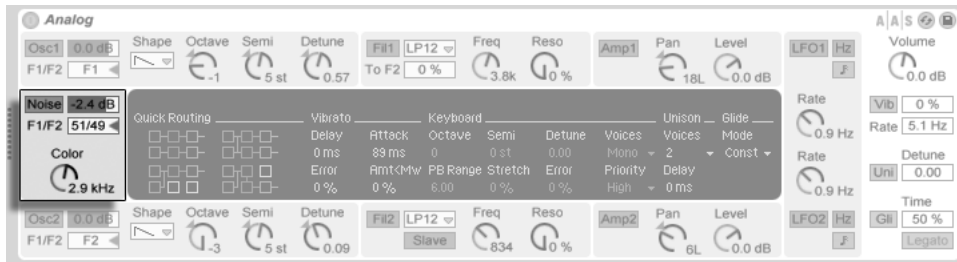 Analog
AAS
Osc1 0.0 dB Shape Octave Semi Detune Fil1 LP12 Freq Reso Amp1 Pan Level LFO1 Hz Volume
F1/F2 F1 -1 5 st 0.57 To F2 0 % 3.8k 0 % 18L 0.0 dB 0.0 dB
Noise -2.4 dB Quick Routing Vibrato Keyboard Unison Glide Rate Vib 0 %
F1/F2 51/49 Delay Attack Octave Semi Detune Voices Voices Mode 0.9 Hz Rate 5.1 Hz
0 ms 89 ms 0 0 st 0.00 Mono 2 Const
Color Error Amt<Mw PB Range Stretch Error Priority Delay Rate Detune
2.9 kHz 0 % 0 % 6.00 0 % 0 % High 0 ms 0.9 Hz Uni 0.00
Osc2 0.0 dB Shape Octave Semi Detune Fil2 LP12 Freq Reso Amp2 Pan Level LFO2 Hz Time
Gli 50 %
F1/F2 F2 -3 5 st 0.09 Slave 834 0 % 6L 0.0 dB Legato